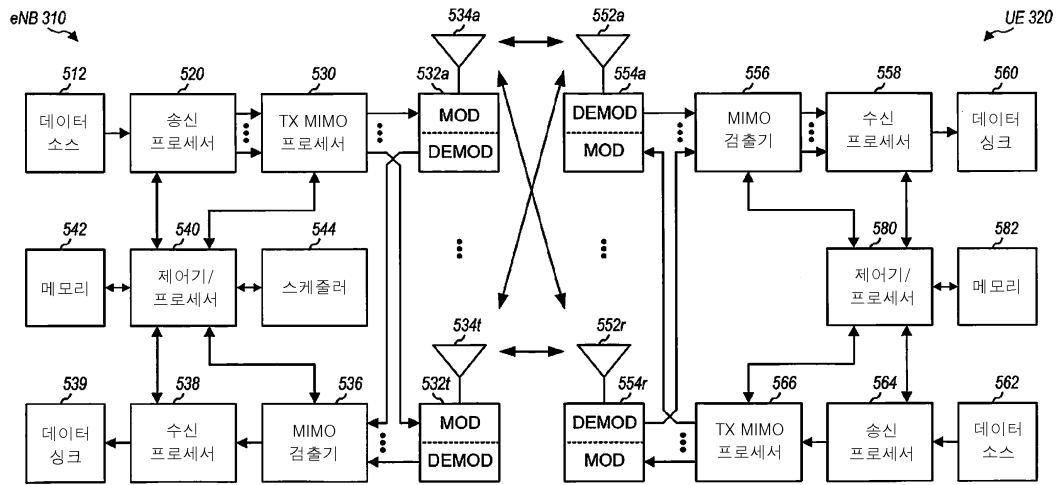 eNB 310
UE 320
534a
552a
512
520
530
532a
554a
556
558
560
데이터
소스
송신
프로세서
TX MIMO
프로세서
MOD
DEMOD
DEMOD
MOD
MIMO
검출기
수신
프로세서
데이터
싱크
542
540
544
580
582
메모리
제어기/
프로세서
스케줄러
제어기/
프로세서
메모리
534t
552r
539
538
536
532t
554r
566
564
562
데이터
싱크
수신
프로세서
MIMO
검출기
MOD
DEMOD
DEMOD
MOD
TX MIMO
프로세서
송신
프로세서
데이터
소스